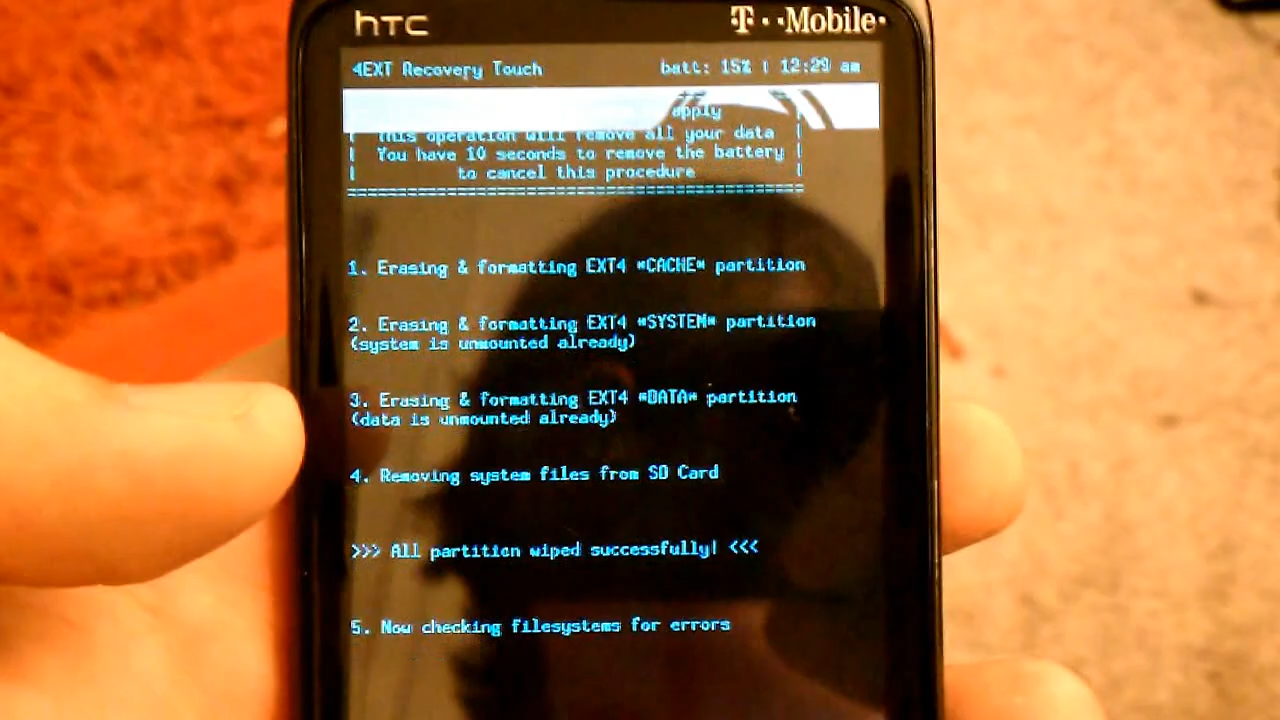 hTC
T··Mobile·
4EXT Recovery Touch
batt: 15% | 12:29 am
apply
This operation will remove all your data
You have 10 seconds to remove the battery
to cancel this procedure
1. Erasing & formatting EXT4 *CACHE* partition
2. Erasing & formatting EXT4 *SYSTEM* partition
(system is unmounted already)
3. Erasing & formatting EXT4 *DATA* partition
(data is unmounted already)
4. Removing system files from SD Card
>>> All partition wiped successfully! <<<
5. Now checking filesystems for errors